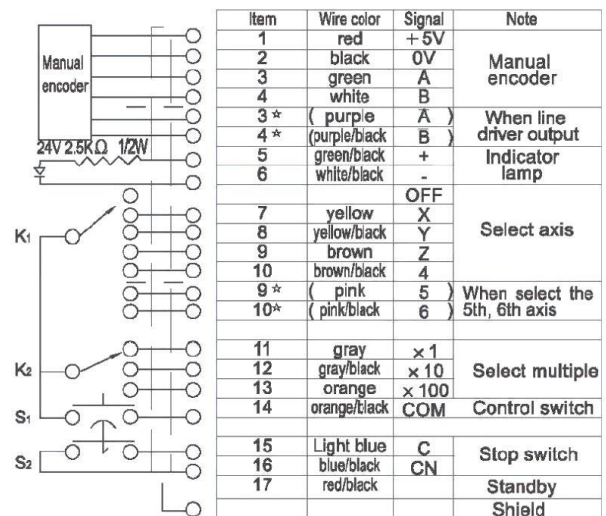 Item Wire color Signal Note
1 red +5V
2 black 0V
3 green A
4 white B
Manual encoder
3☆ ( purple A̅ )
4☆ (purple/black B̅ )
When line driver output
5 green/black +
6 white/black -
Indicator lamp
OFF
7 yellow X
8 yellow/black Y
9 brown Z
10 brown/black 4
Select axis
9☆ ( pink 5 )
10☆ ( pink/black 6 )
When select the 5th, 6th axis
11 gray ×1
12 gray/black ×10
13 orange ×100
Select multiple
14 orange/black COM Control switch
15 Light blue C
16 blue/black CN
Stop switch
17 red/black Standby
Shield
Manual encoder
24V 2.5KΩ 1/2W
K1
K2
S1
S2